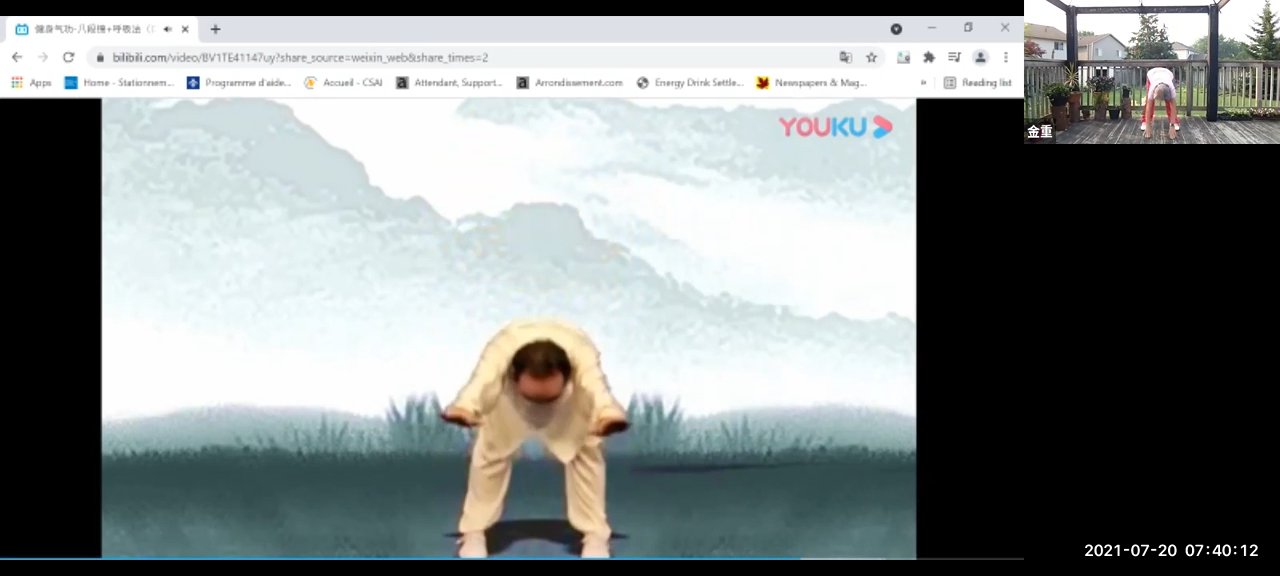 健身气功-八段锦+呼吸法 (
bilibili.com/video/BV1TE41147uy?share_source=weixin_web&share_times=2
Apps Home - Stationnem... Programme d'aide... Accueil - CSAI Attendant, Support... Arrondissement.com Energy Drink Settle... Newspapers & Mag... » Reading list
YOUKU
金重
2021-07-20 07:40:12